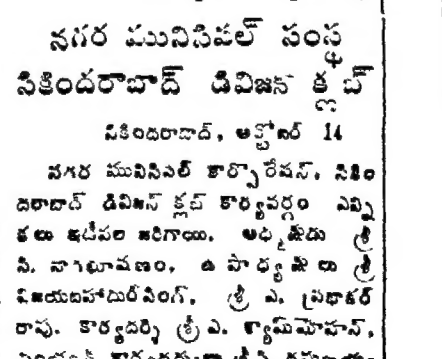 నగర మునిసిపల్ సంస్థ
సికిందరాబాద్ డివిజన్ క్లబ్
సికిందరాబాద్, అక్టోబర్ 14
నగర మునిసిపల్ కార్పొరేషన్, సికిం
దరాబాద్ డివిజన్ క్లబ్ కార్యవర్గం ఎన్ని
కలు ఇటీవల జరిగాయి. అధ్యక్షుడు శ్రీ
సి. నాగభూషణం, ఉపాధ్యక్షులు శ్రీ
విజయబహదుర్‌సింగ్, శ్రీ ఎ. ప్రభాకర్
రావు. కార్యదర్శి శ్రీ ఎ. శ్యామ్‌మోహన్,